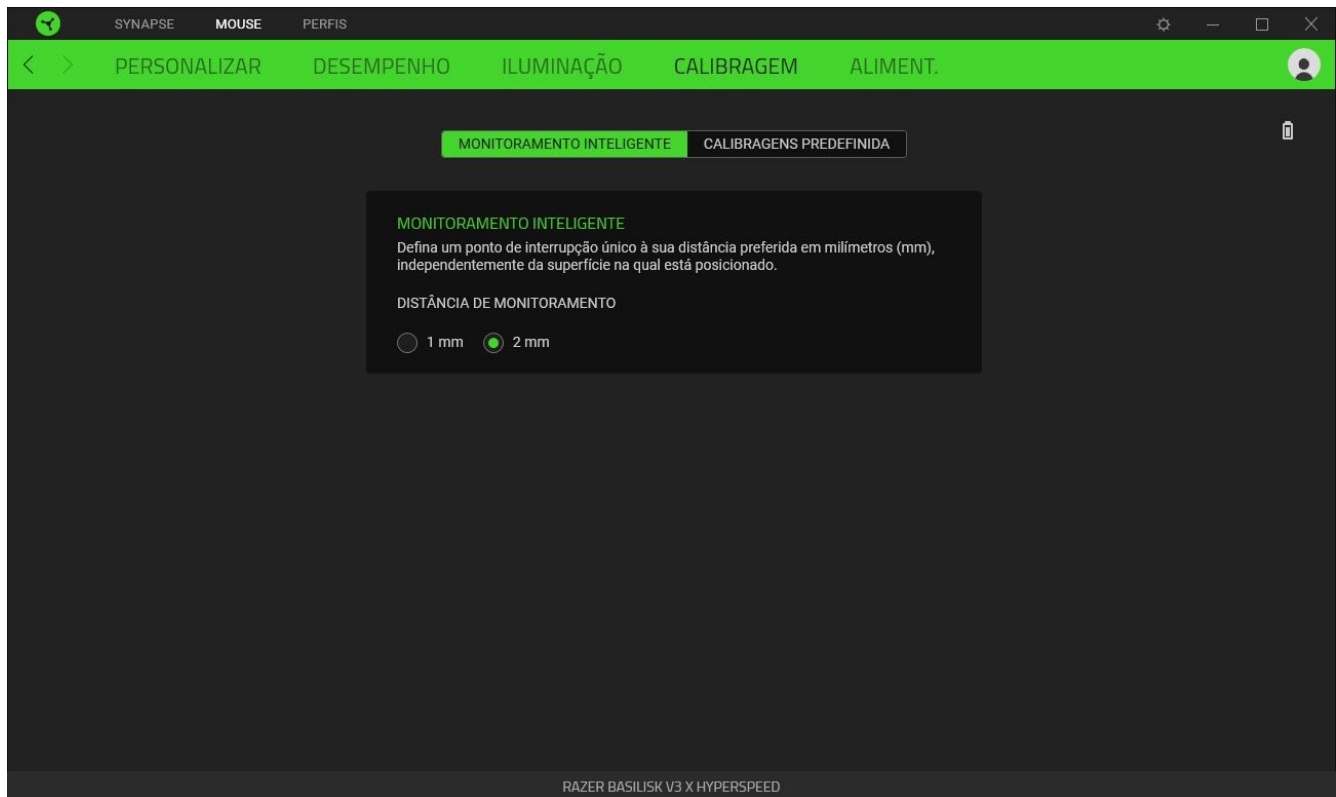 SYNAPSE MOUSE PERFIS
PERSONALIZAR DESEMPENHO ILUMINAÇÃO CALIBRAGEM ALIMENT.
MONITORAMENTO INTELIGENTE CALIBRAGENS PREDEFINIDA
MONITORAMENTO INTELIGENTE
Defina um ponto de interrupção único à sua distância preferida em milímetros (mm),
independentemente da superfície na qual está posicionado.
DISTÂNCIA DE MONITORAMENTO
1 mm 2 mm
RAZER BASILISK V3 X HYPERSPEED